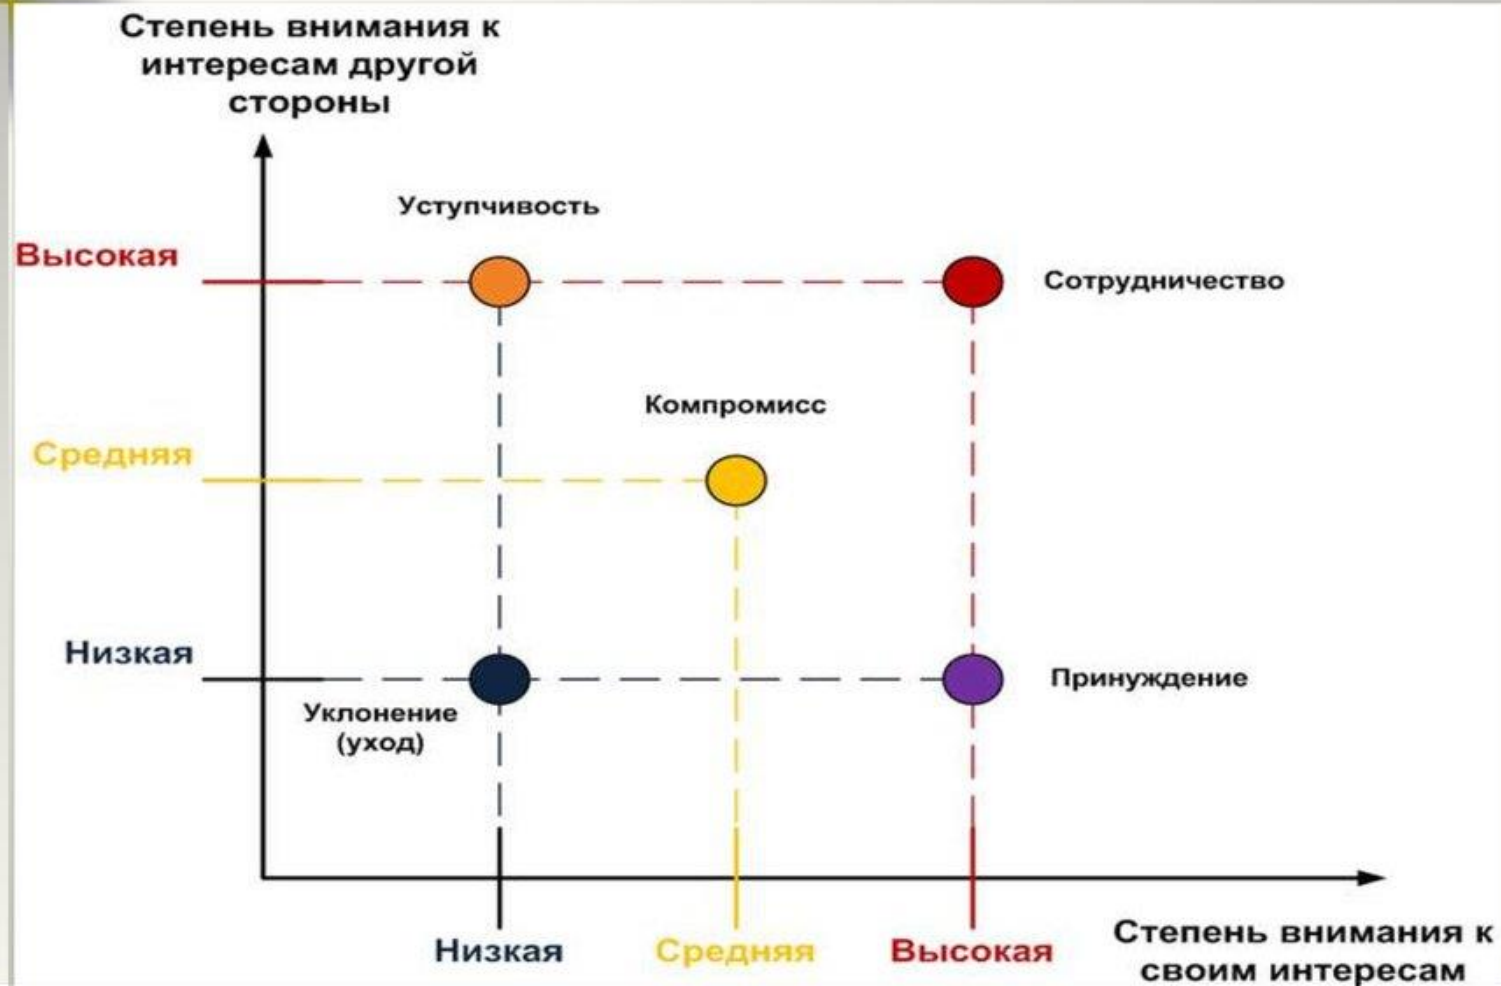 Степень внимания к
интересам другой
стороны
Уступчивость
Высокая
Сотрудничество
Компромисс
Средняя
Низкая
Принуждение
Уклонение
(уход)
Низкая
Средняя
Высокая
Степень внимания к
своим интересам